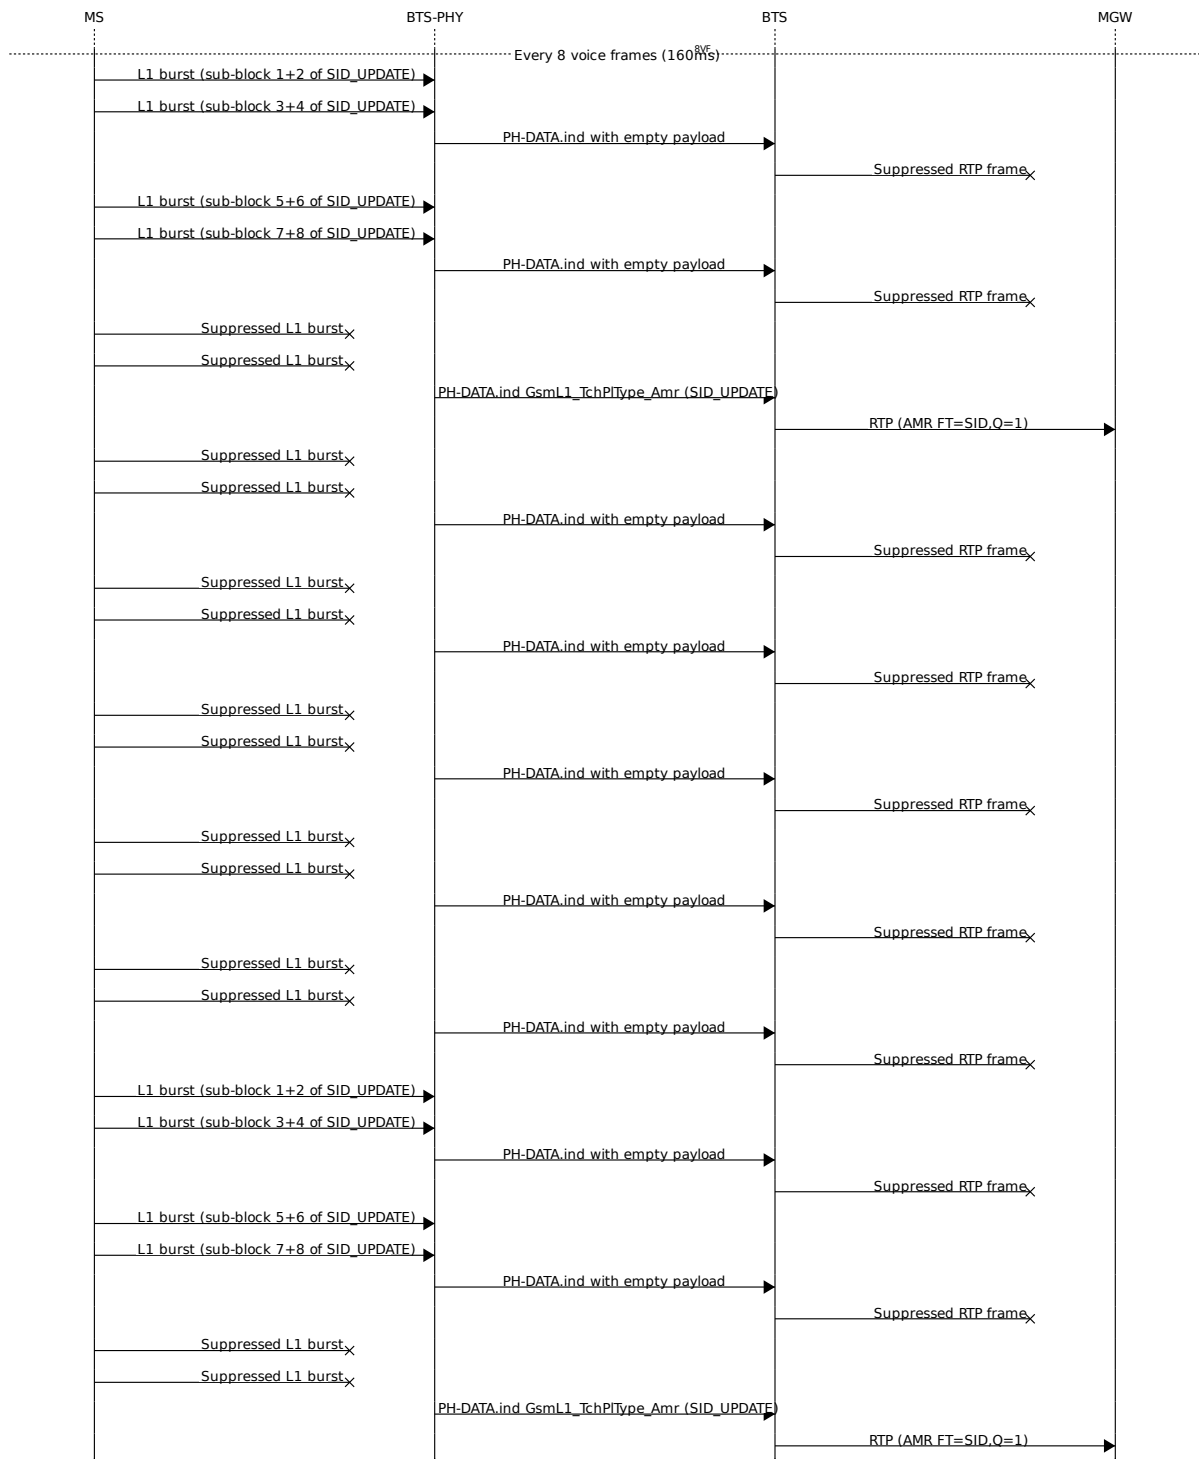 MS BTS-PHY BTS MGW
Every 8 voice frames (160ms) 8VF
L1 burst (sub-block 1+2 of SID_UPDATE)
L1 burst (sub-block 3+4 of SID_UPDATE)
PH-DATA.ind with empty payload
Suppressed RTP frame
L1 burst (sub-block 5+6 of SID_UPDATE)
L1 burst (sub-block 7+8 of SID_UPDATE)
PH-DATA.ind with empty payload
Suppressed RTP frame
Suppressed L1 burst
Suppressed L1 burst
PH-DATA.ind GsmL1_TchPlType_Amr (SID_UPDATE)
RTP (AMR FT=SID,Q=1)
Suppressed L1 burst
Suppressed L1 burst
PH-DATA.ind with empty payload
Suppressed RTP frame
Suppressed L1 burst
Suppressed L1 burst
PH-DATA.ind with empty payload
Suppressed RTP frame
Suppressed L1 burst
Suppressed L1 burst
PH-DATA.ind with empty payload
Suppressed RTP frame
Suppressed L1 burst
Suppressed L1 burst
PH-DATA.ind with empty payload
Suppressed RTP frame
Suppressed L1 burst
Suppressed L1 burst
PH-DATA.ind with empty payload
Suppressed RTP frame
L1 burst (sub-block 1+2 of SID_UPDATE)
L1 burst (sub-block 3+4 of SID_UPDATE)
PH-DATA.ind with empty payload
Suppressed RTP frame
L1 burst (sub-block 5+6 of SID_UPDATE)
L1 burst (sub-block 7+8 of SID_UPDATE)
PH-DATA.ind with empty payload
Suppressed RTP frame
Suppressed L1 burst
Suppressed L1 burst
PH-DATA.ind GsmL1_TchPlType_Amr (SID_UPDATE)
RTP (AMR FT=SID,Q=1)